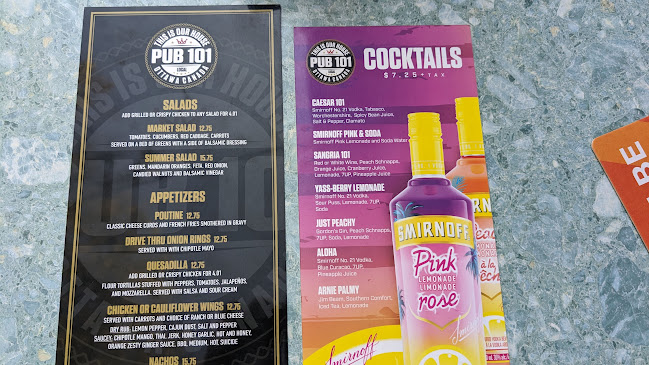 THIS IS OUR HOUSE
PUB 101
OTTAWA CANADA
SALADS
ADD GRILLED OR CRISPY CHICKEN TO ANY SALAD FOR 4.01
MARKET SALAD 12.75
TOMATOES, CUCUMBERS, RED CABBAGE, CARROTS
SERVED ON A BED OF GREENS WITH A SIDE OF BALSAMIC DRESSING
SUMMER SALAD 15.75
GREENS, MANDARIN ORANGES, FETA, RED ONION,
CANDIED WALNUTS AND BALSAMIC VINEGAR
APPETIZERS
POUTINE 12.75
CLASSIC CHEESE CURDS AND FRENCH FRIES SMOTHERED IN GRAVY
DRIVE THRU ONION RINGS 12.75
SERVED WITH WITH CHIPOTLE MAYO
QUESADILLA 12.75
ADD GRILLED OR CRISPY CHICKEN FOR 4.01
FLOUR TORTILLAS STUFFED WITH PEPPERS, TOMATOES, JALAPEÑOS,
AND MOZZARELLA. SERVED WITH SALSA AND SOUR CREAM
CHICKEN OR CAULIFLOWER WINGS 12.75
SERVED WITH CARROTS AND CHOICE OF RANCH OR BLUE CHEESE
DRY RUB: LEMON PEPPER, CAJUN DUST, SALT AND PEPPER
SAUCEY: CHIPOTLE MANGO, THAI, JERK, HONEY GARLIC, HOT AND HONEY,
ORANGE ZESTY GINGER SAUCE, BBQ, MEDIUM, HOT, SUICIDE
NACHOS 15.75
THIS IS OUR HOUSE
PUB 101
OTTAWA CANADA
COCKTAILS
$7.25 + TAX
CAESAR 101
Smirnoff No. 21 Vodka, Tabasco,
Worchestershire, Spicy Bean Juice,
Salt & Pepper, Clamato
SMIRNOFF PINK & SODA
Smirnoff Pink Lemonade and Soda Water
SANGRIA 101
Red or White Wine, Peach Schnapps,
Orange Juice, Cranberry Juice,
Lemonade, 7UP, Pineapple Juice
YASS-BERRY LEMONADE
Smirnoff No. 21 Vodka,
Sour Puss, Lemonade, 7UP,
Soda
JUST PEACHY
Gordon's Gin, Peach Schnapps,
7UP, Soda, Lemonade
ALOHA
Smirnoff No. 21 Vodka,
Blue Curacao, 7UP,
Pineapple Juice
ARNIE PALMY
Jim Beam, Southern Comfort,
Iced Tea, Lemonade
SMIRNOFF
Pink
LEMONADE
LIMONADE
rose
Smirnoff
Smirnoff
BE